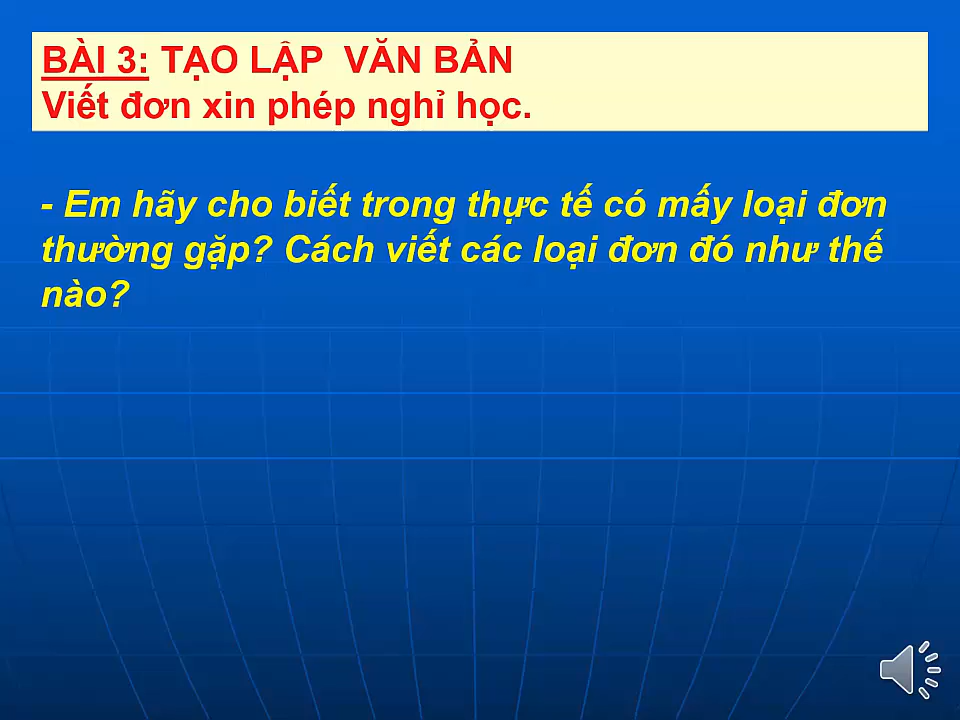 BÀI 3: TẠO LẬP VĂN BẢN
Viết đơn xin phép nghỉ học.
- Em hãy cho biết trong thực tế có mấy loại đơn
thường gặp? Cách viết các loại đơn đó như thế
nào?